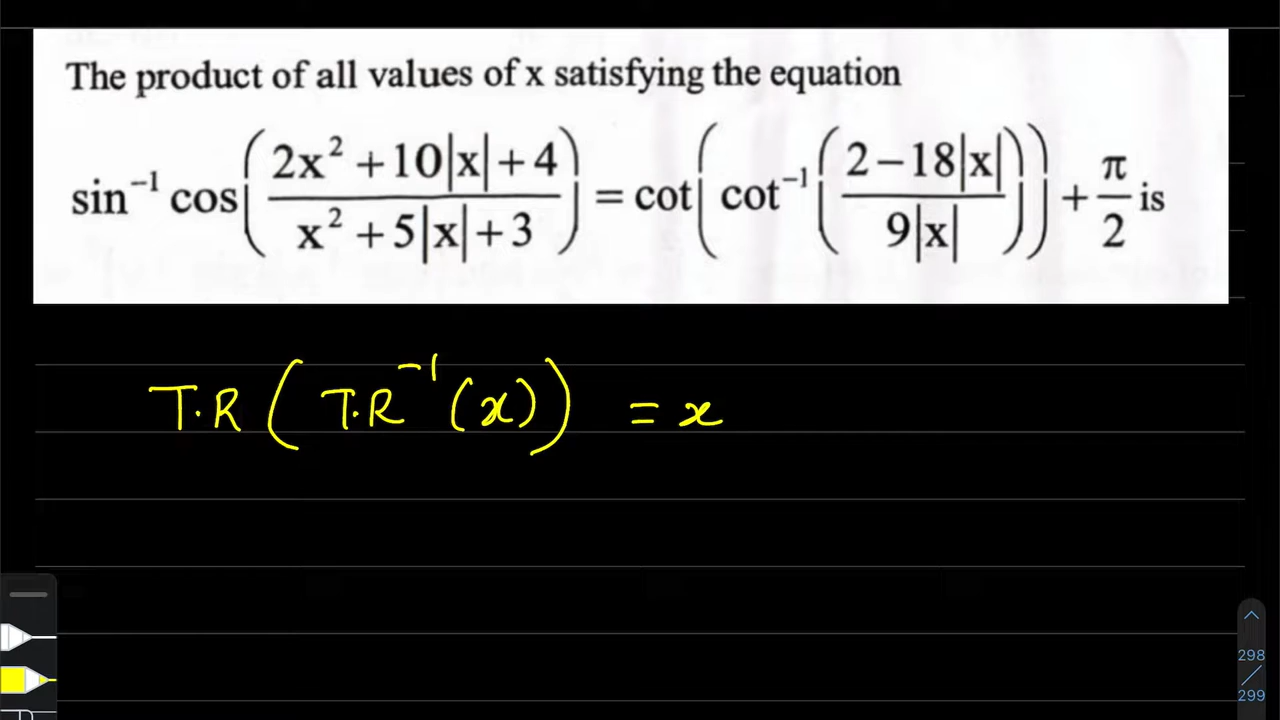 The product of all values of x satisfying the equation
sin⁻¹ cos((2x² + 10|x| + 4)/(x² + 5|x| + 3)) = cot(cot⁻¹((2 − 18|x|)/(9|x|))) + π/2 is
T.R (T.R⁻¹(x)) = x
298
/
299